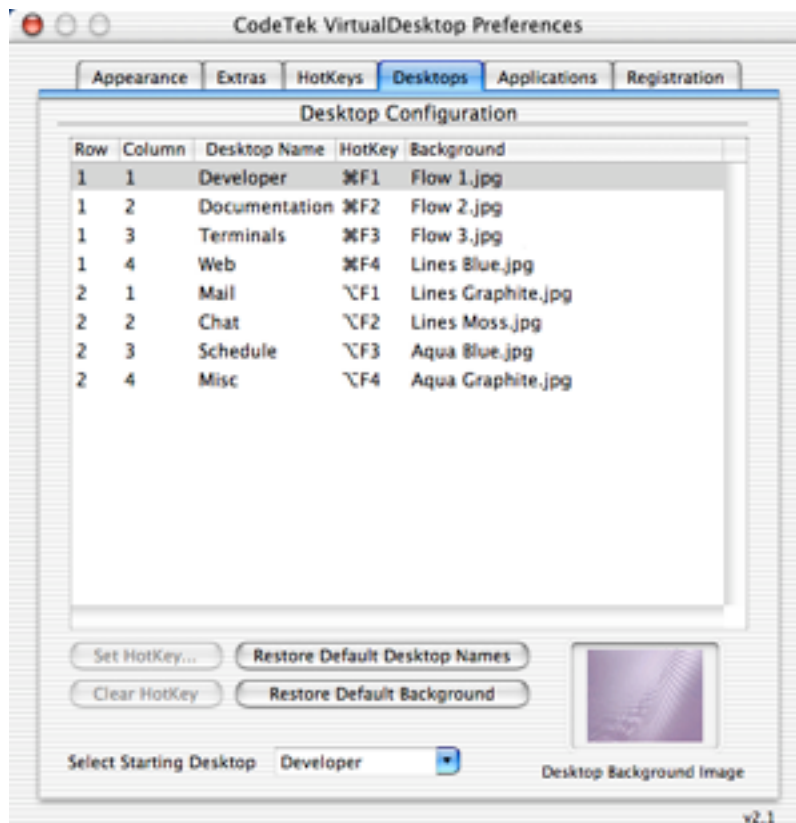 CodeTek VirtualDesktop Preferences
Appearance Extras HotKeys Desktops Applications Registration
Desktop Configuration
Row Column Desktop Name HotKey Background
1 1 Developer ⌘F1 Flow 1.jpg
1 2 Documentation ⌘F2 Flow 2.jpg
1 3 Terminals ⌘F3 Flow 3.jpg
1 4 Web ⌘F4 Lines Blue.jpg
2 1 Mail ⌥F1 Lines Graphite.jpg
2 2 Chat ⌥F2 Lines Moss.jpg
2 3 Schedule ⌥F3 Aqua Blue.jpg
2 4 Misc ⌥F4 Aqua Graphite.jpg
Set HotKey... Restore Default Desktop Names
Clear HotKey Restore Default Background
Select Starting Desktop Developer
Desktop Background Image
v2.1